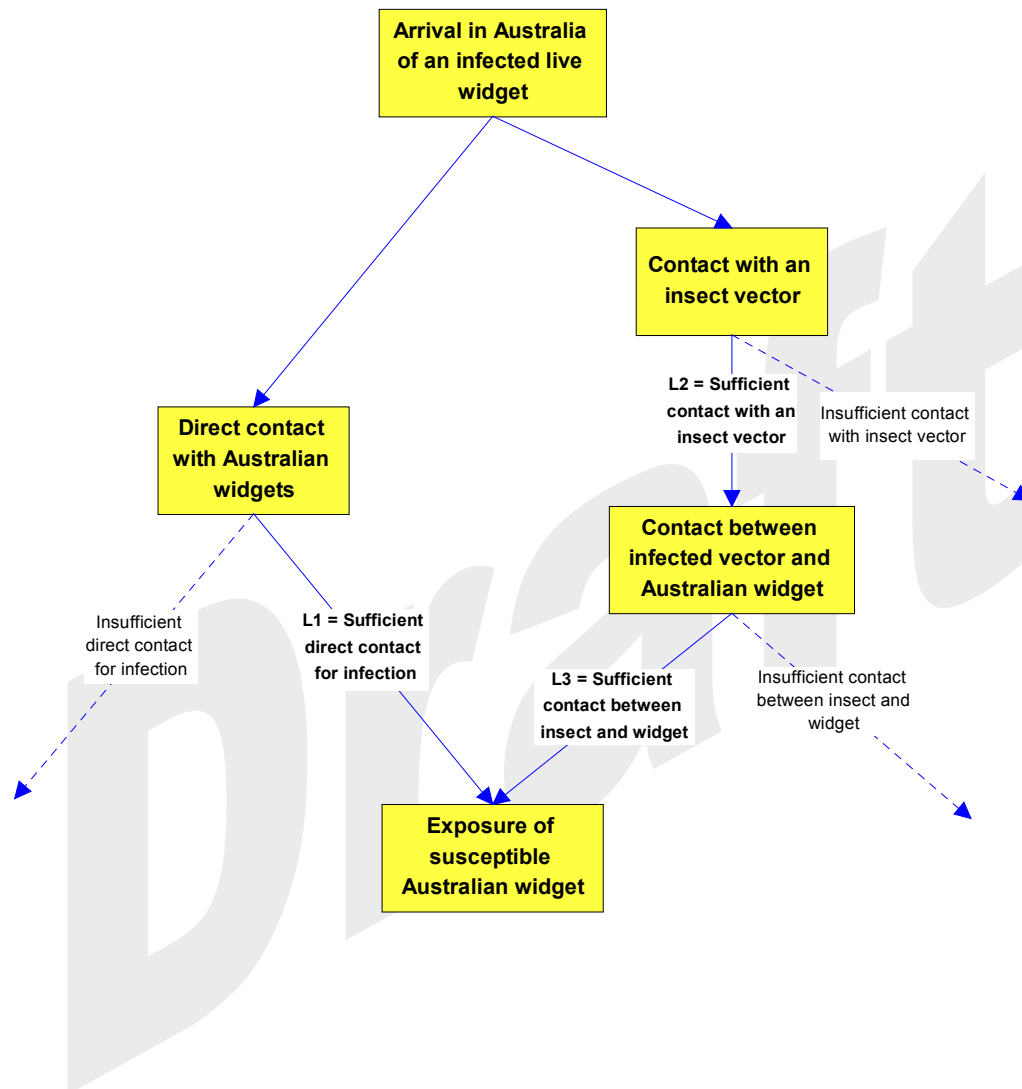 Arrival in Australia
of an infected live
widget
Contact with an
insect vector
L2 = Sufficient
contact with an
insect vector
Insufficient contact
with insect vector
Direct contact
with Australian
widgets
Contact between
infected vector and
Australian widget
Insufficient
direct contact
for infection
L1 = Sufficient
direct contact
for infection
L3 = Sufficient
contact between
insect and widget
Insufficient contact
between insect and
widget
Exposure of
susceptible
Australian widget
Draft